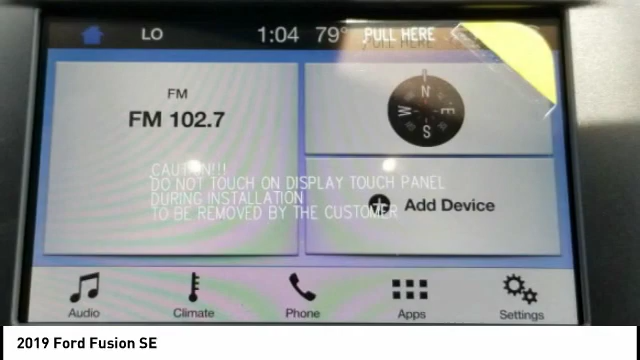 LO 1:04 79° PULL HERE
FM
FM 102.7
N
W E
S
CAUTION!!!
DO NOT TOUCH ON DISPLAY TOUCH PANEL
DURING INSTALLATION
TO BE REMOVED BY THE CUSTOMER
Add Device
Audio Climate Phone Apps Settings
2019 Ford Fusion SE